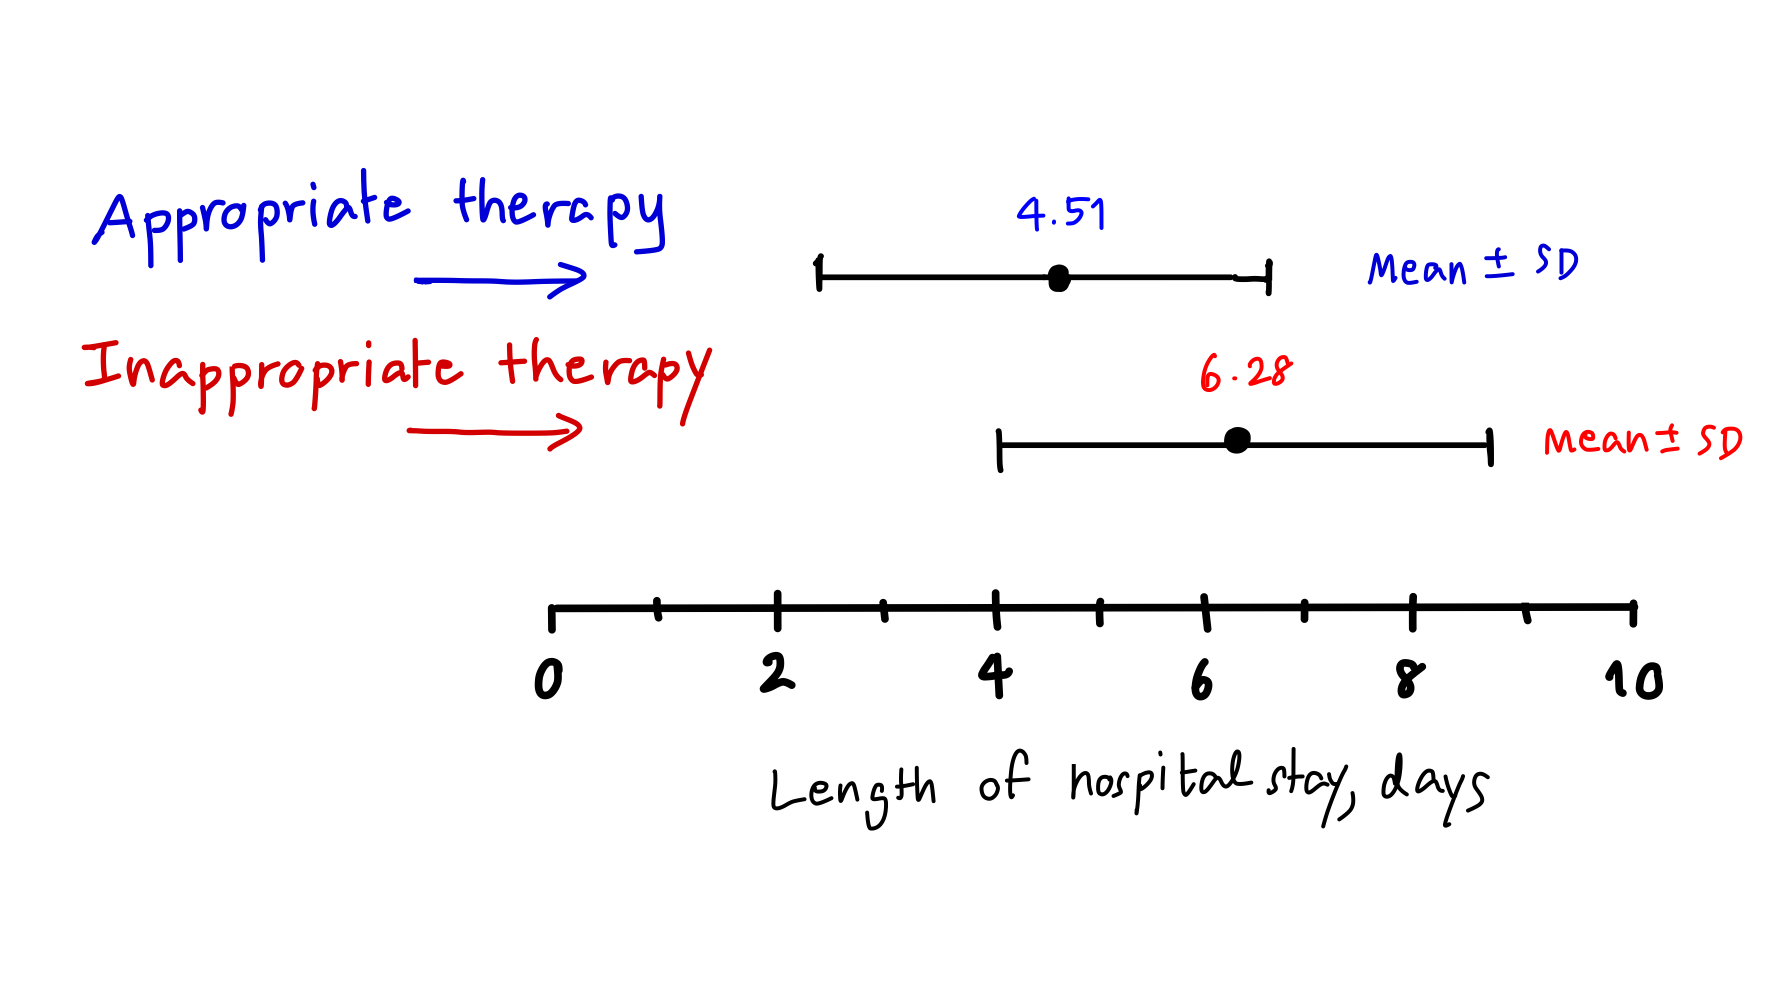 Appropriate therapy
4.51
Mean ± SD
Inappropriate therapy
6.28
Mean ± SD
0 2 4 6 8 10
Length of hospital stay, days